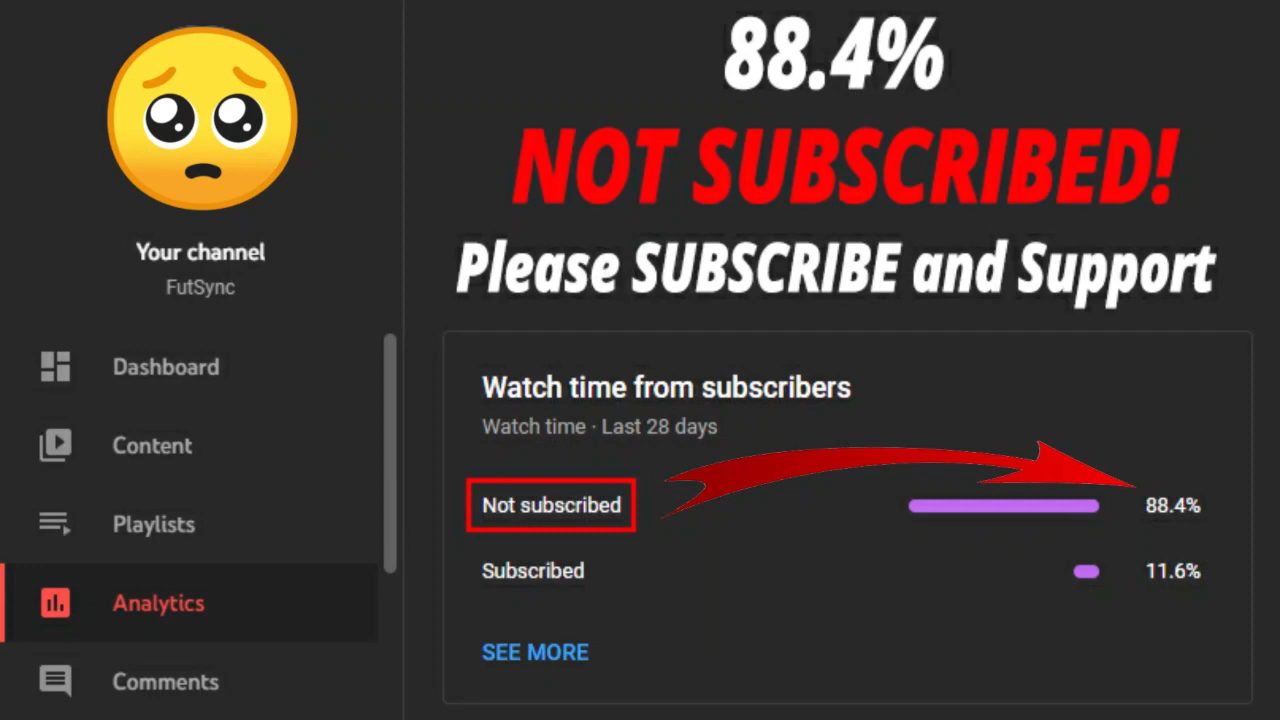 Your channel
FutSync
Dashboard
Content
Playlists
Analytics
Comments
88.4%
NOT SUBSCRIBED!
Please SUBSCRIBE and Support
Watch time from subscribers
Watch time · Last 28 days
Not subscribed 88.4%
Subscribed 11.6%
SEE MORE